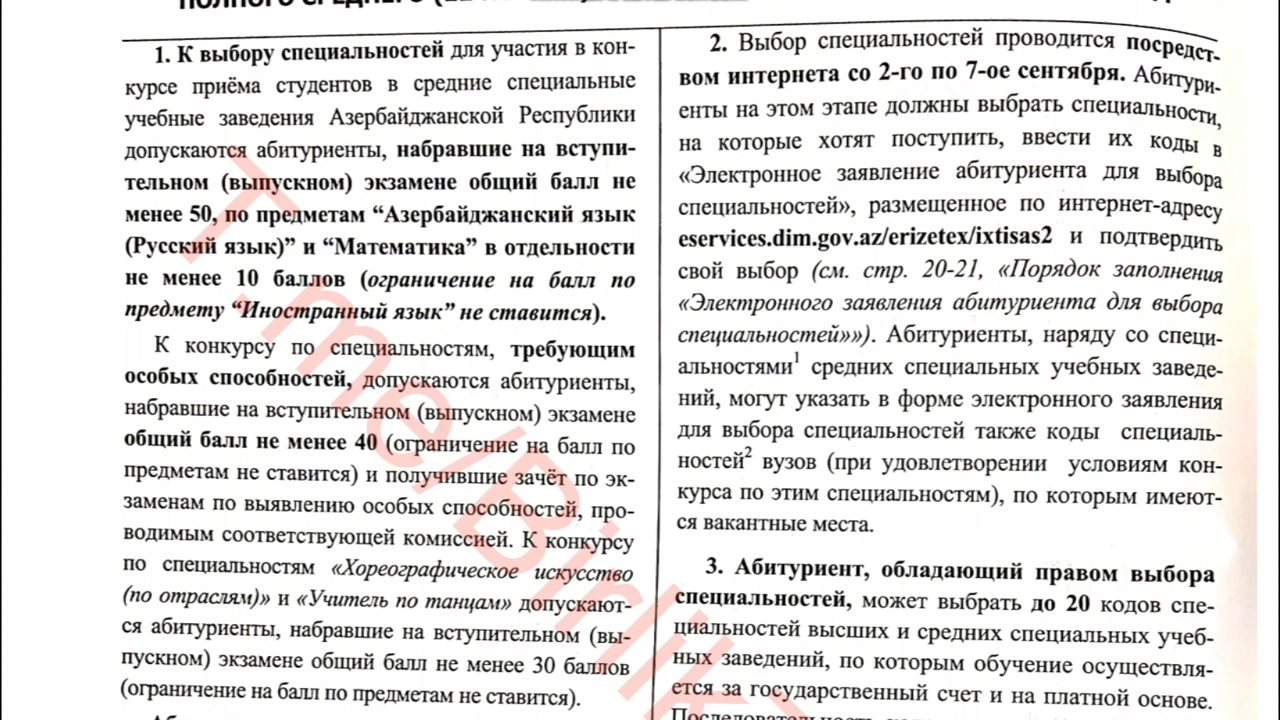 ПОЛНОГО СРЕДНЕГО
1. К выбору специальностей для участия в кон-
курсе приёма студентов в средние специальные
учебные заведения Азербайджанской Республики
допускаются абитуриенты, набравшие на вступи-
тельном (выпускном) экзамене общий балл не
менее 50, по предметам “Азербайджанский язык
(Русский язык)” и “Математика” в отдельности
не менее 10 баллов (ограничение на балл по
предмету “Иностранный язык” не ставится).
К конкурсу по специальностям, требующим
особых способностей, допускаются абитуриенты,
набравшие на вступительном (выпускном) экзамене
общий балл не менее 40 (ограничение на балл по
предметам не ставится) и получившие зачёт по эк-
заменам по выявлению особых способностей, про-
водимым соответствующей комиссией. К конкурсу
по специальностям «Хореографическое искусство
(по отраслям)» и «Учитель по танцам» допускают-
ся абитуриенты, набравшие на вступительном (вы-
пускном) экзамене общий балл не менее 30 баллов
(ограничение на балл по предметам не ставится).
2. Выбор специальностей проводится посредст-
вом интернета со 2-го по 7-ое сентября. Абитури-
енты на этом этапе должны выбрать специальности,
на которые хотят поступить, ввести их коды в
«Электронное заявление абитуриента для выбора
специальностей», размещенное по интернет-адресу
eservices.dim.gov.az/erizetex/ixtisas2 и подтвердить
свой выбор (см. стр. 20-21, «Порядок заполнения
«Электронного заявления абитуриента для выбора
специальностей»»). Абитуриенты, наряду со специ-
альностями1 средних специальных учебных заведе-
ний, могут указать в форме электронного заявления
для выбора специальностей также коды специаль-
ностей2 вузов (при удовлетворении условиям кон-
курса по этим специальностям), по которым имеют-
ся вакантные места.
3. Абитуриент, обладающий правом выбора
специальностей, может выбрать до 20 кодов спе-
циальностей высших и средних специальных учеб-
ных заведений, по которым обучение осуществля-
ется за государственный счет и на платной основе.
T.me/Birlik